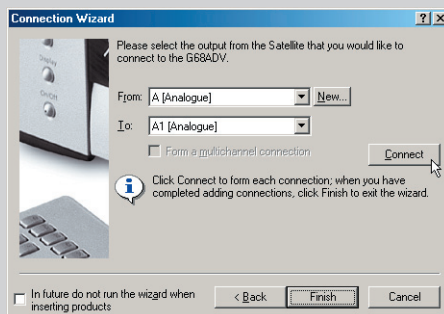 Connection Wizard
Display
On/Off
Please select the output from the Satellite that you would like to
connect to the G68ADV.
From: A [Analogue] New...
To: A1 [Analogue]
Form a multichannel connection
Connect
Click Connect to form each connection; when you have
completed adding connections, click Finish to exit the wizard.
In future do not run the wizard when
inserting products
< Back Finish Cancel